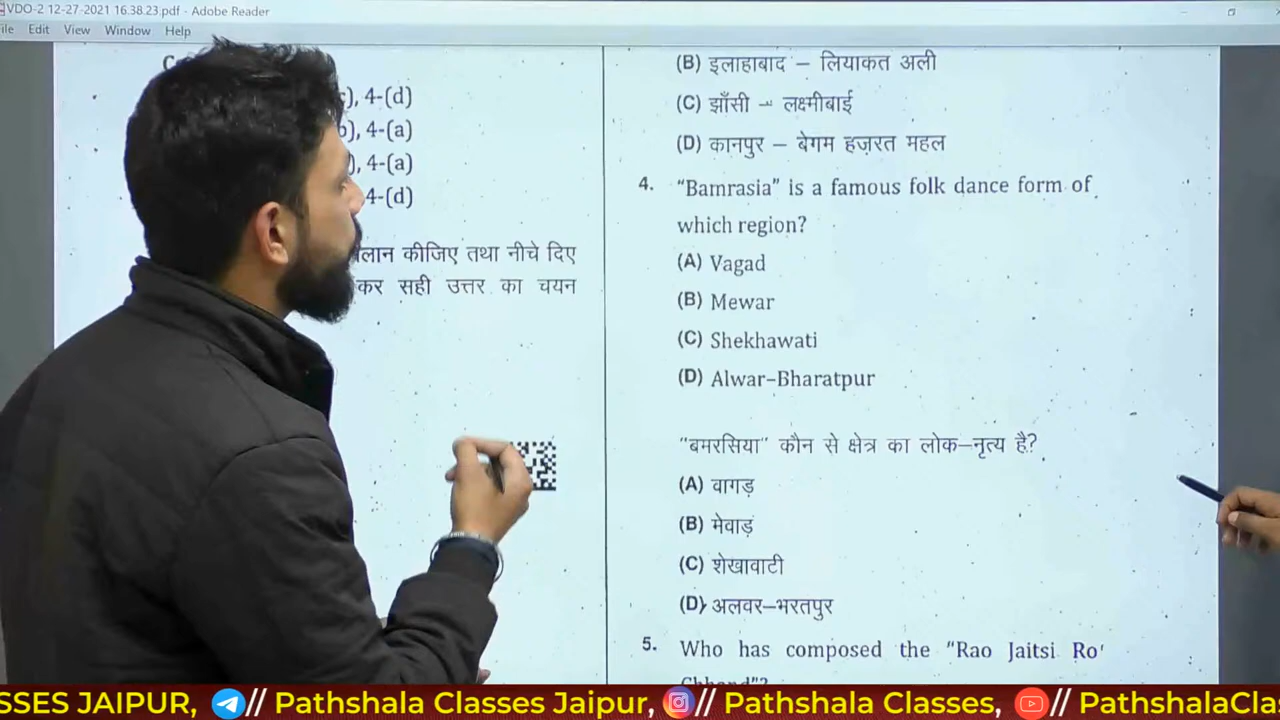 VDO-2 12-27-2021 16.38.23.pdf - Adobe Reader
Edit View Window Help
4-(d)
4-(a)
4-(a)
4-(d)
कीजिए तथा नीचे दिए
कर सही उत्तर का चयन
(B) इलाहाबाद – लियाकत अली
(C) झाँसी – लक्ष्मीबाई
(D) कानपुर – बेगम हज़रत महल
4. “Bamrasia” is a famous folk dance form of
which region?
(A) Vagad
(B) Mewar
(C) Shekhawati
(D) Alwar–Bharatpur
“बमरसिया” कौन से क्षेत्र का लोक–नृत्य है?
(A) वागड़
(B) मेवाड़
(C) शेखावाटी
(D) अलवर–भरतपुर
5. Who has composed the “Rao Jaitsi Ro
SSES JAIPUR, // Pathshala Classes Jaipur, // Pathshala Classes, // PathshalaCla